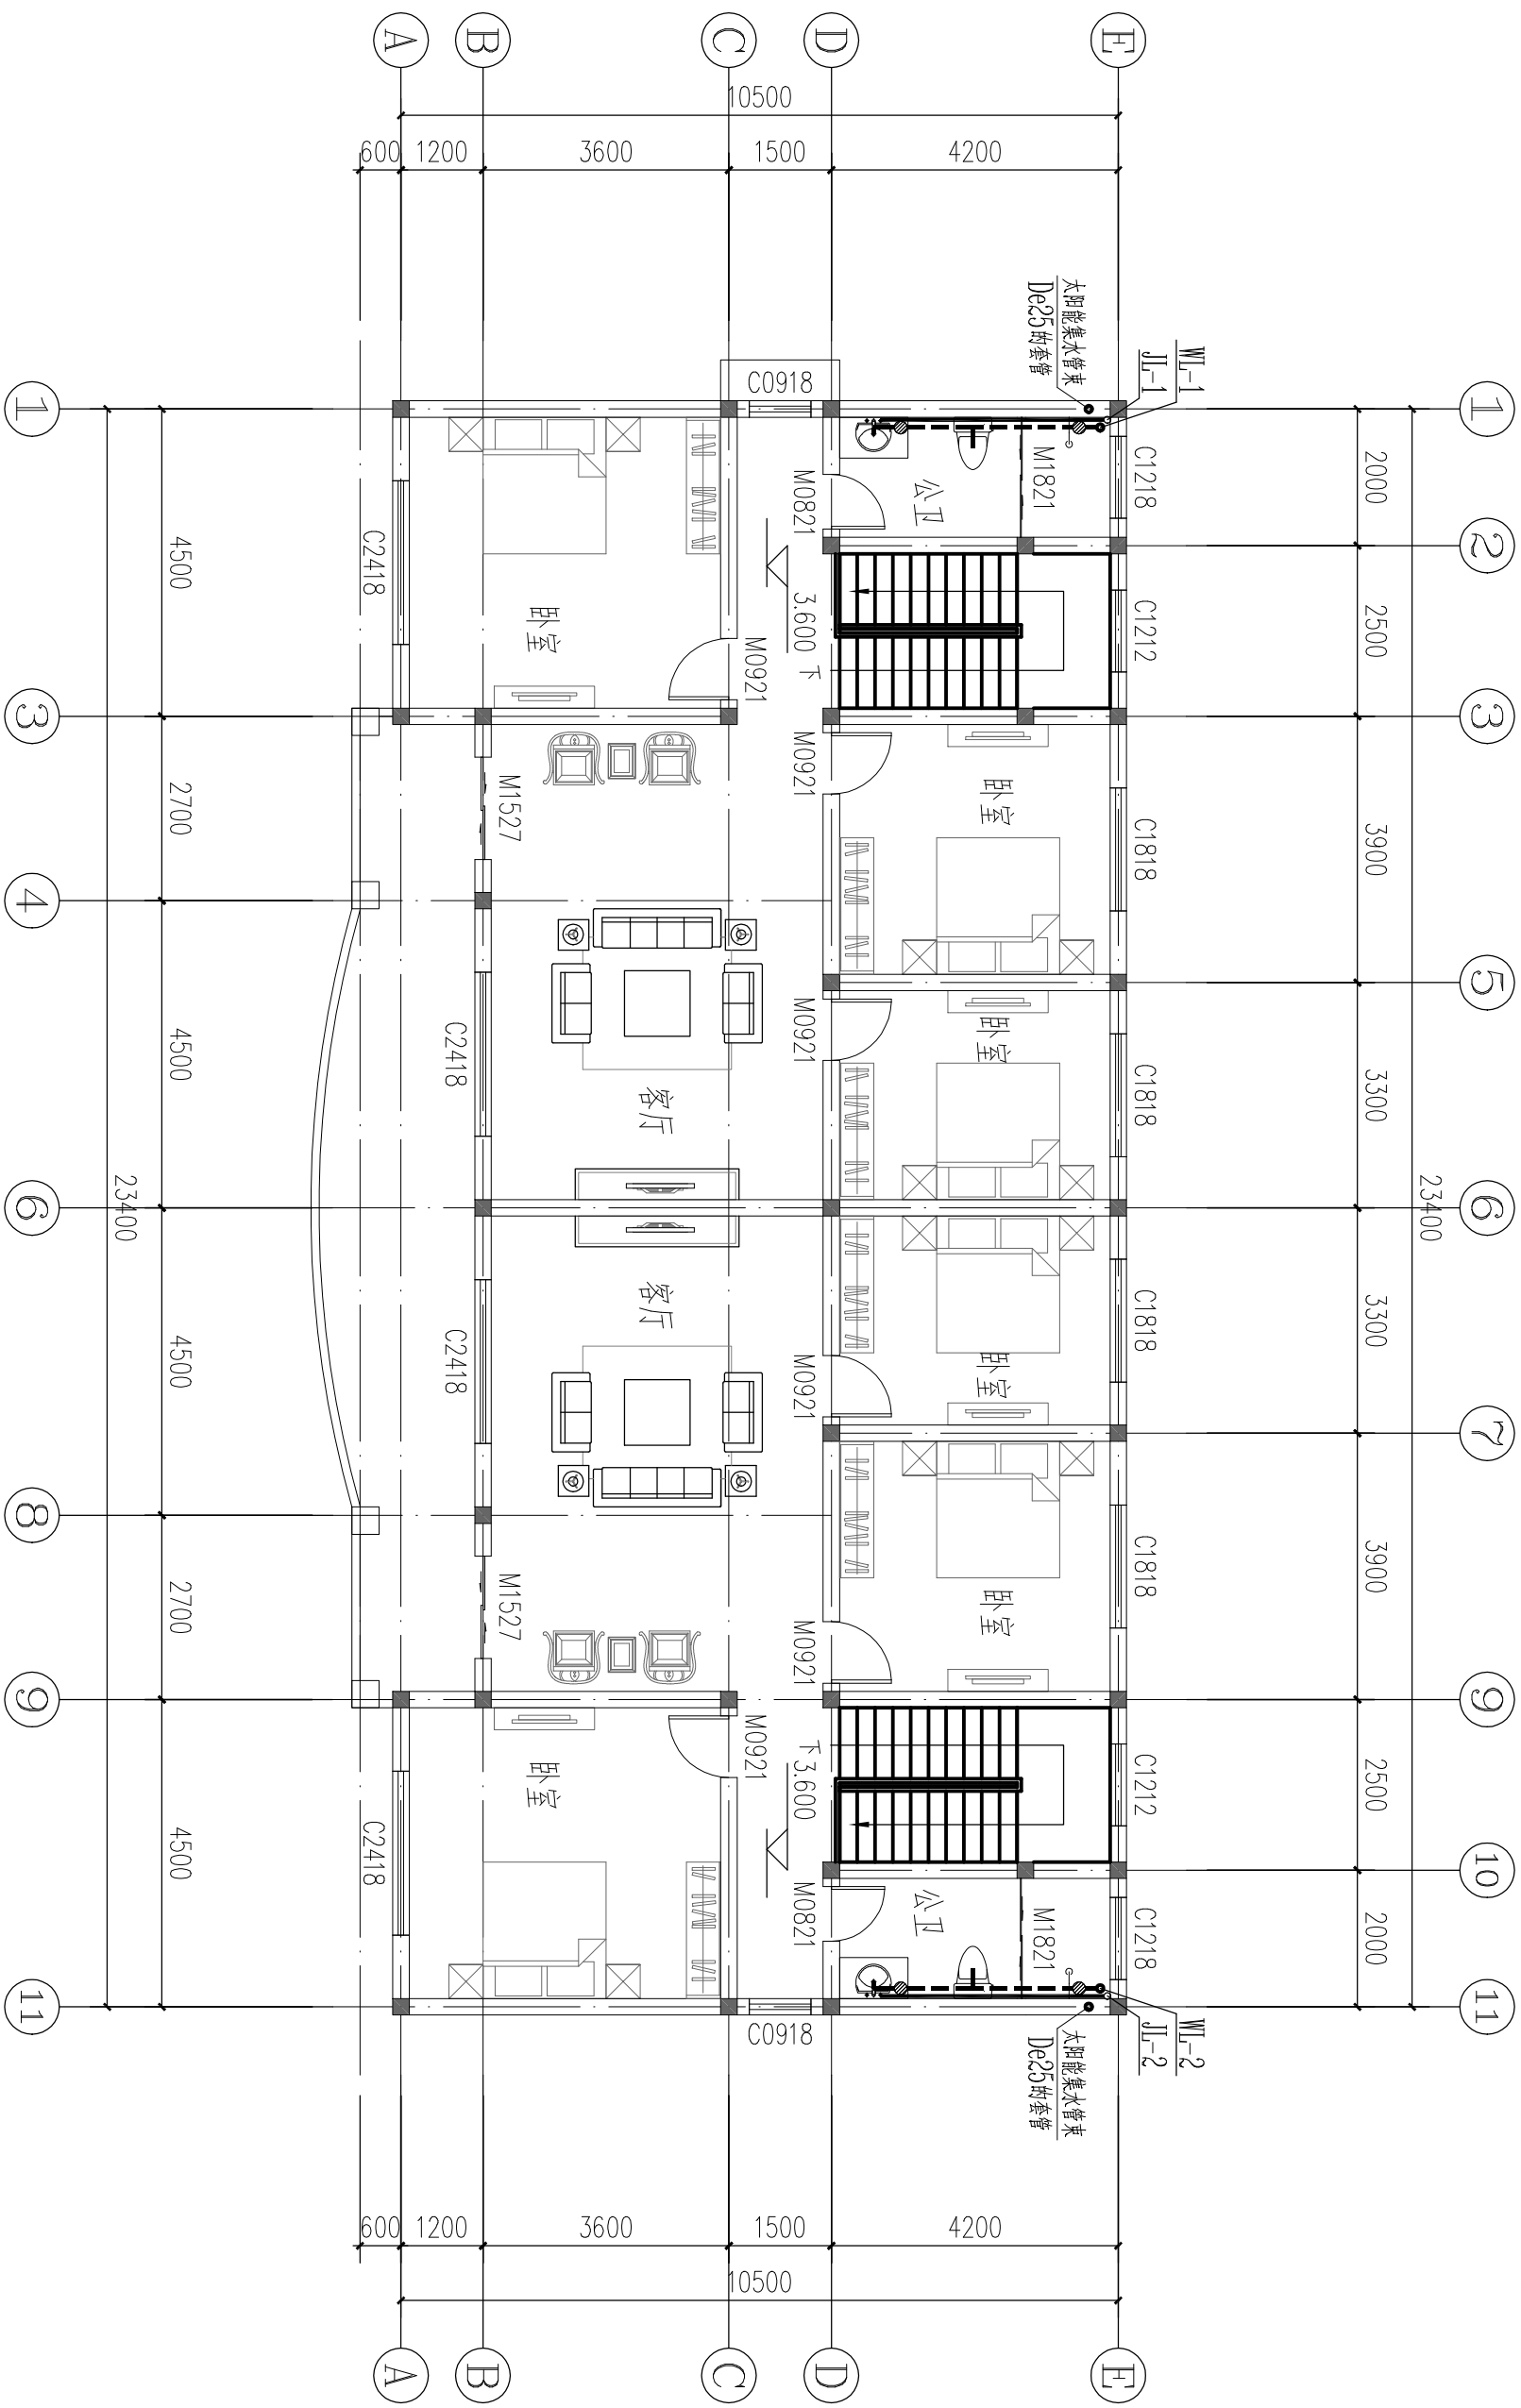 1
2
3
5
6
7
9
10
11
23400
2000
2500
3900
3300
3300
3900
2500
2000
E
D
C
B
A
10500
4200
1500
3600
1200
600
WL-1
JL-1
太阳能集水管束
De25的套管
WL-2
JL-2
太阳能集水管束
De25的套管
C1218
C1212
C1818
C1818
C1818
C1818
C1212
C1218
M1821
M1821
公卫
卧室
卧室
卧室
卧室
公卫
M0821
3.600
下
M0921
M0921
M0921
M0921
下
3.600
M0821
C0918
M0921
M0921
C0918
客厅
客厅
卧室
卧室
M1527
C2418
C2418
M1527
C2418
C2418
E
D
C
B
A
10500
4200
1500
3600
1200
600
4500
2700
4500
4500
2700
4500
23400
1
3
4
6
8
9
11